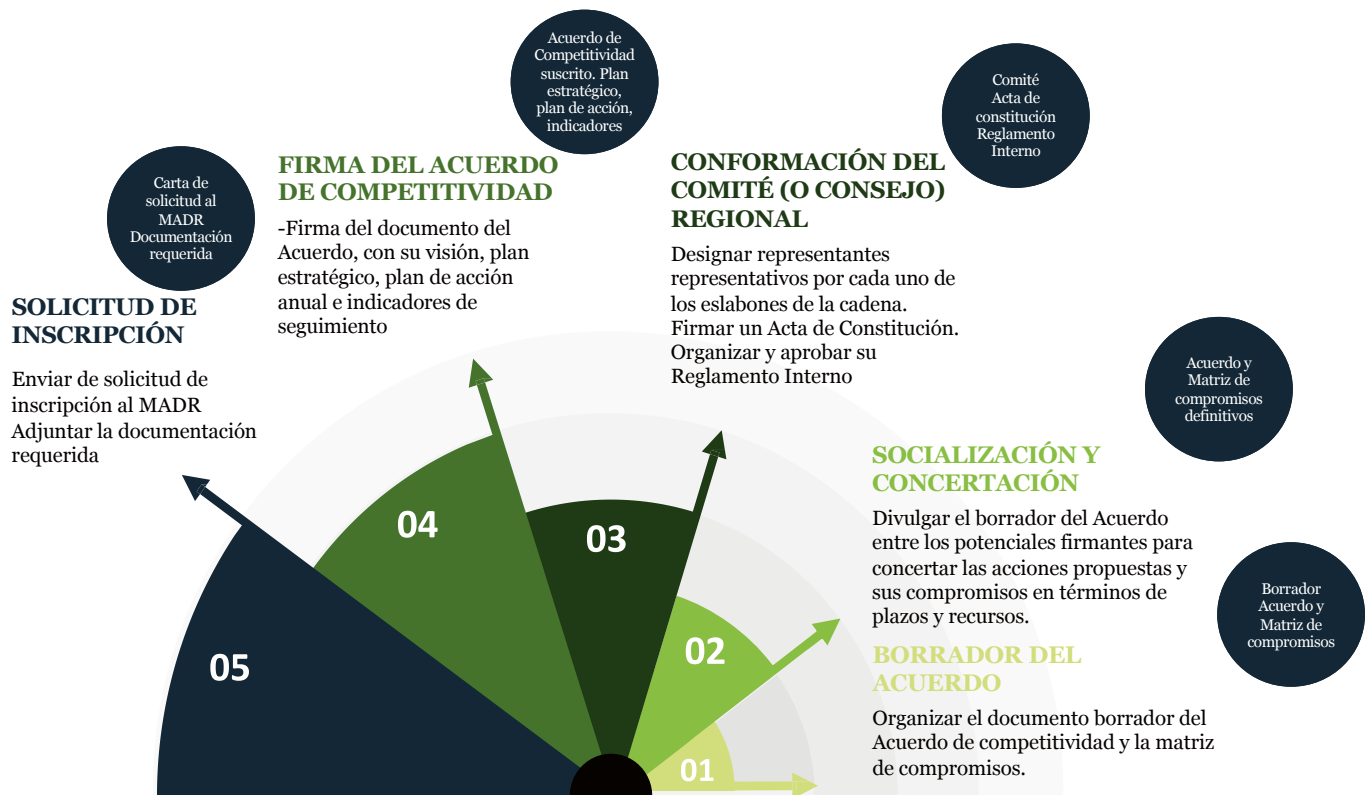 Acuerdo de
Competitividad
suscrito. Plan
estratégico,
plan de acción,
indicadores
Comité
Acta de
constitución
Reglamento
Interno
Carta de
solicitud al
MADR
Documentación
requerida
FIRMA DEL ACUERDO
DE COMPETITIVIDAD
-Firma del documento del
Acuerdo, con su visión, plan
estratégico, plan de acción
anual e indicadores de
seguimiento
CONFORMACIÓN DEL
COMITÉ (O CONSEJO)
REGIONAL
Designar representantes
representativos por cada uno de
los eslabones de la cadena.
Firmar un Acta de Constitución.
Organizar y aprobar su
Reglamento Interno
SOLICITUD DE
INSCRIPCIÓN
Enviar de solicitud de
inscripción al MADR
Adjuntar la documentación
requerida
Acuerdo y
Matriz de
compromisos
definitivos
SOCIALIZACIÓN Y
CONCERTACIÓN
Divulgar el borrador del Acuerdo
entre los potenciales firmantes para
concertar las acciones propuestas y
sus compromisos en términos de
plazos y recursos.
Borrador
Acuerdo y
Matriz de
compromisos
BORRADOR DEL
ACUERDO
Organizar el documento borrador del
Acuerdo de competitividad y la matriz
de compromisos.
04
03
02
05
01